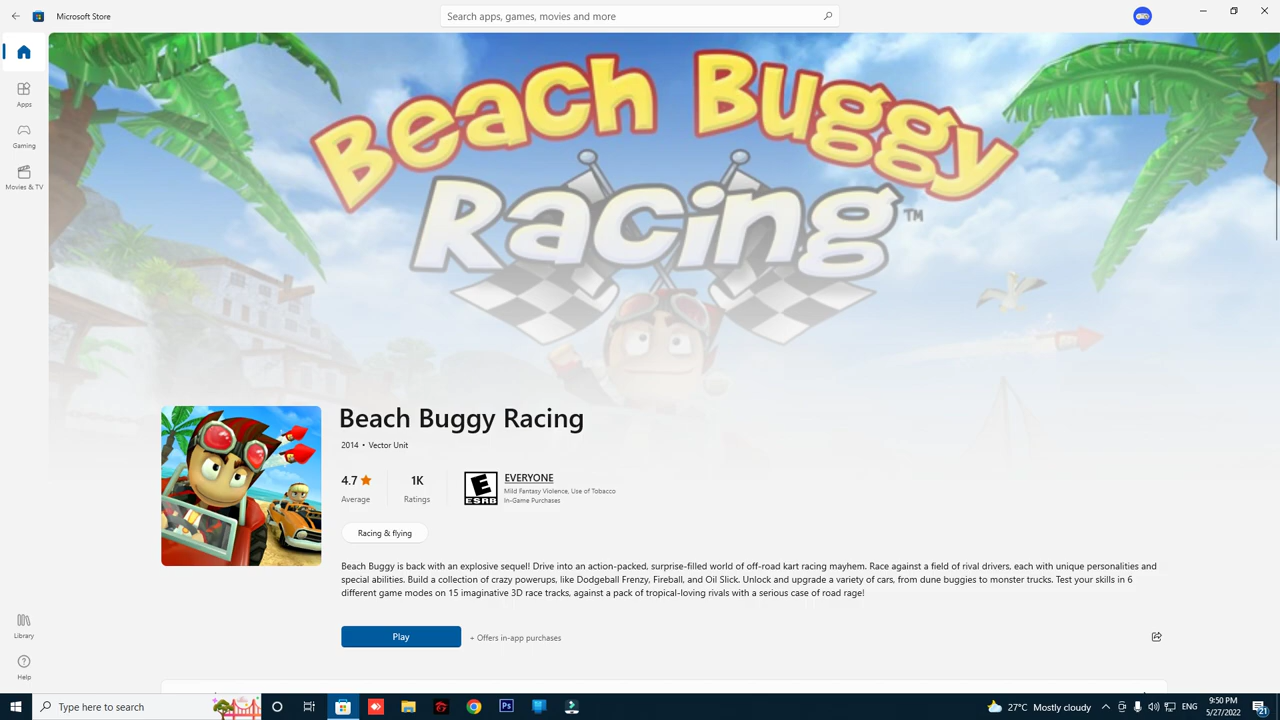 Microsoft Store
Search apps, games, movies and more
Apps
Gaming
Movies & TV
Beach Buggy
Racing™
Beach Buggy Racing
2014 • Vector Unit
4.7 ★
Average
1K
Ratings
E
ESRB
EVERYONE
Mild Fantasy Violence, Use of Tobacco
In-Game Purchases
Racing & flying
Beach Buggy is back with an explosive sequel! Drive into an action-packed, surprise-filled world of off-road kart racing mayhem. Race against a field of rival drivers, each with unique personalities and
special abilities. Build a collection of crazy powerups, like Dodgeball Frenzy, Fireball, and Oil Slick. Unlock and upgrade a variety of cars, from dune buggies to monster trucks. Test your skills in 6
different game modes on 15 imaginative 3D race tracks, against a pack of tropical-loving rivals with a serious case of road rage!
Play
+ Offers in-app purchases
Library
Help
Type here to search
Ps
27°C Mostly cloudy
ENG
9:50 PM
5/27/2022
21